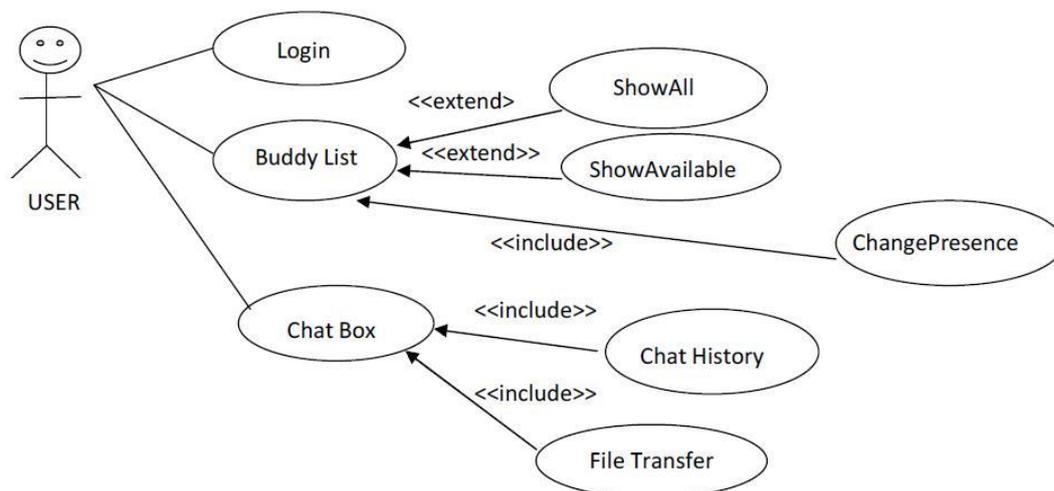 Login
ShowAll
<<extend>
Buddy List
<<extend>>
ShowAvailable
USER
<<include>>
ChangePresence
<<include>>
Chat Box
Chat History
<<include>>
File Transfer